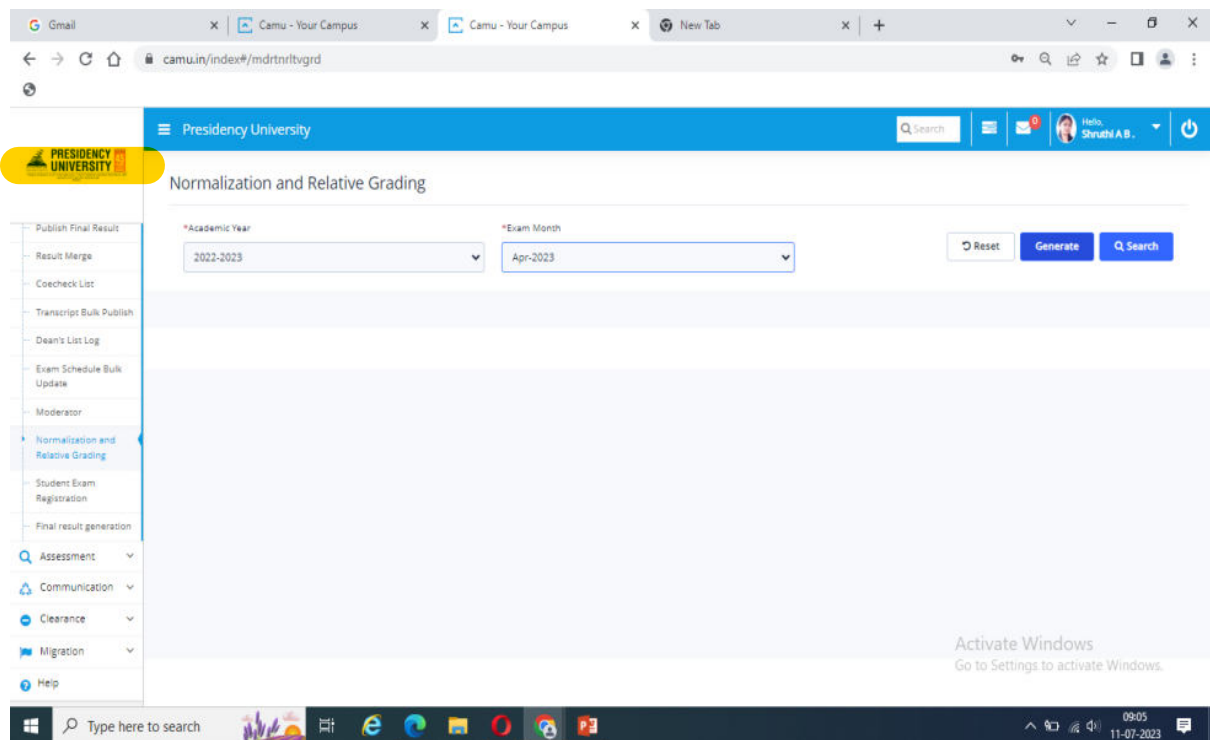 Gmail
Camu - Your Campus
Camu - Your Campus
New Tab
camu.in/index#/mdrtnrltvgrd
Presidency University
Search
0
Hello,
Shruthi A B .
PRESIDENCY
UNIVERSITY
Normalization and Relative Grading
*Academic Year
*Exam Month
2022-2023
Apr-2023
Reset
Generate
Search
Publish Final Result
Result Merge
Coecheck List
Transcript Bulk Publish
Dean's List Log
Exam Schedule Bulk
Update
Moderator
Normalization and
Relative Grading
Student Exam
Registration
Final result generation
Assessment
Communication
Clearance
Migration
Help
Activate Windows
Go to Settings to activate Windows.
Type here to search
09:05
11-07-2023